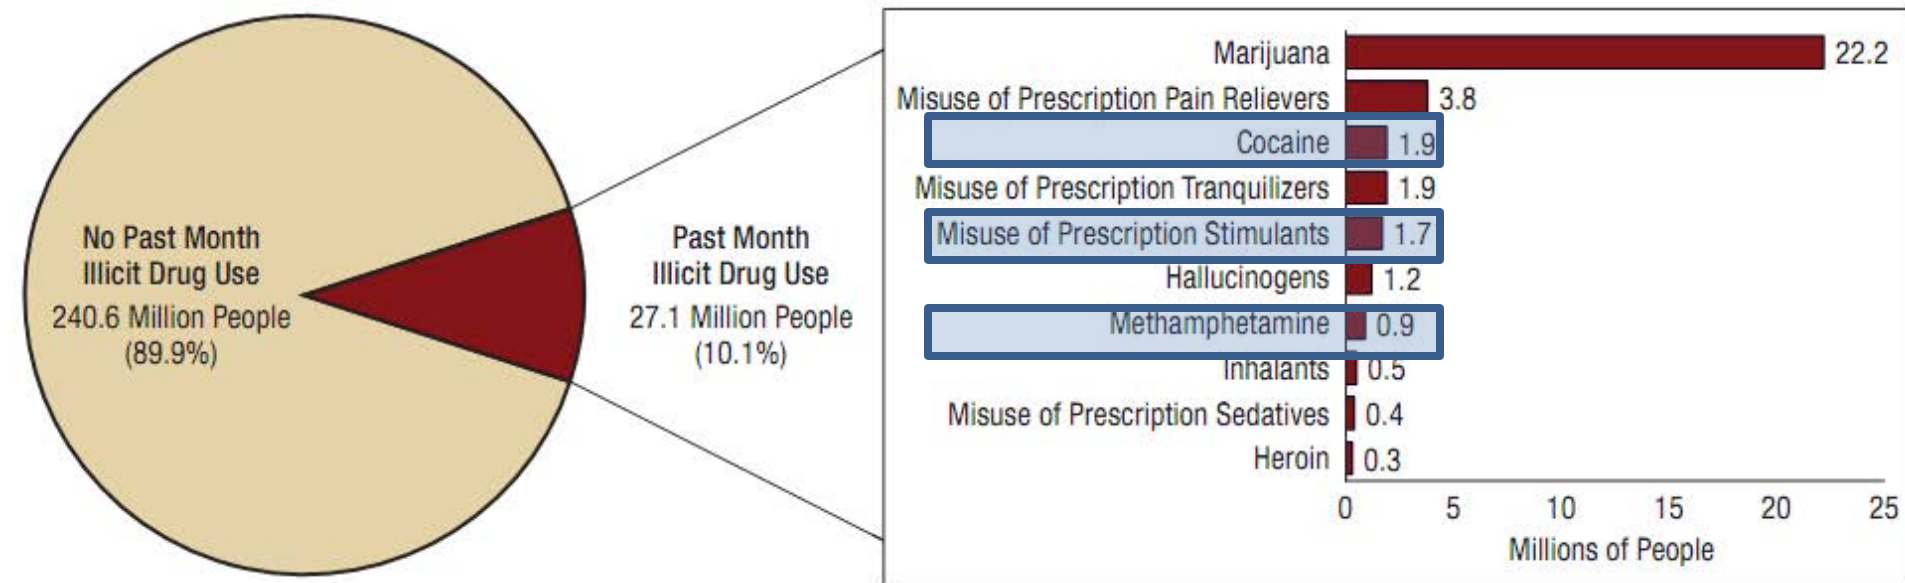 No Past Month
Illicit Drug Use
240.6 Million People
(89.9%)
Past Month
Illicit Drug Use
27.1 Million People
(10.1%)
Marijuana 22.2
Misuse of Prescription Pain Relievers 3.8
Cocaine 1.9
Misuse of Prescription Tranquilizers 1.9
Misuse of Prescription Stimulants 1.7
Hallucinogens 1.2
Methamphetamine 0.9
Inhalants 0.5
Misuse of Prescription Sedatives 0.4
Heroin 0.3
0 5 10 15 20 25
Millions of People